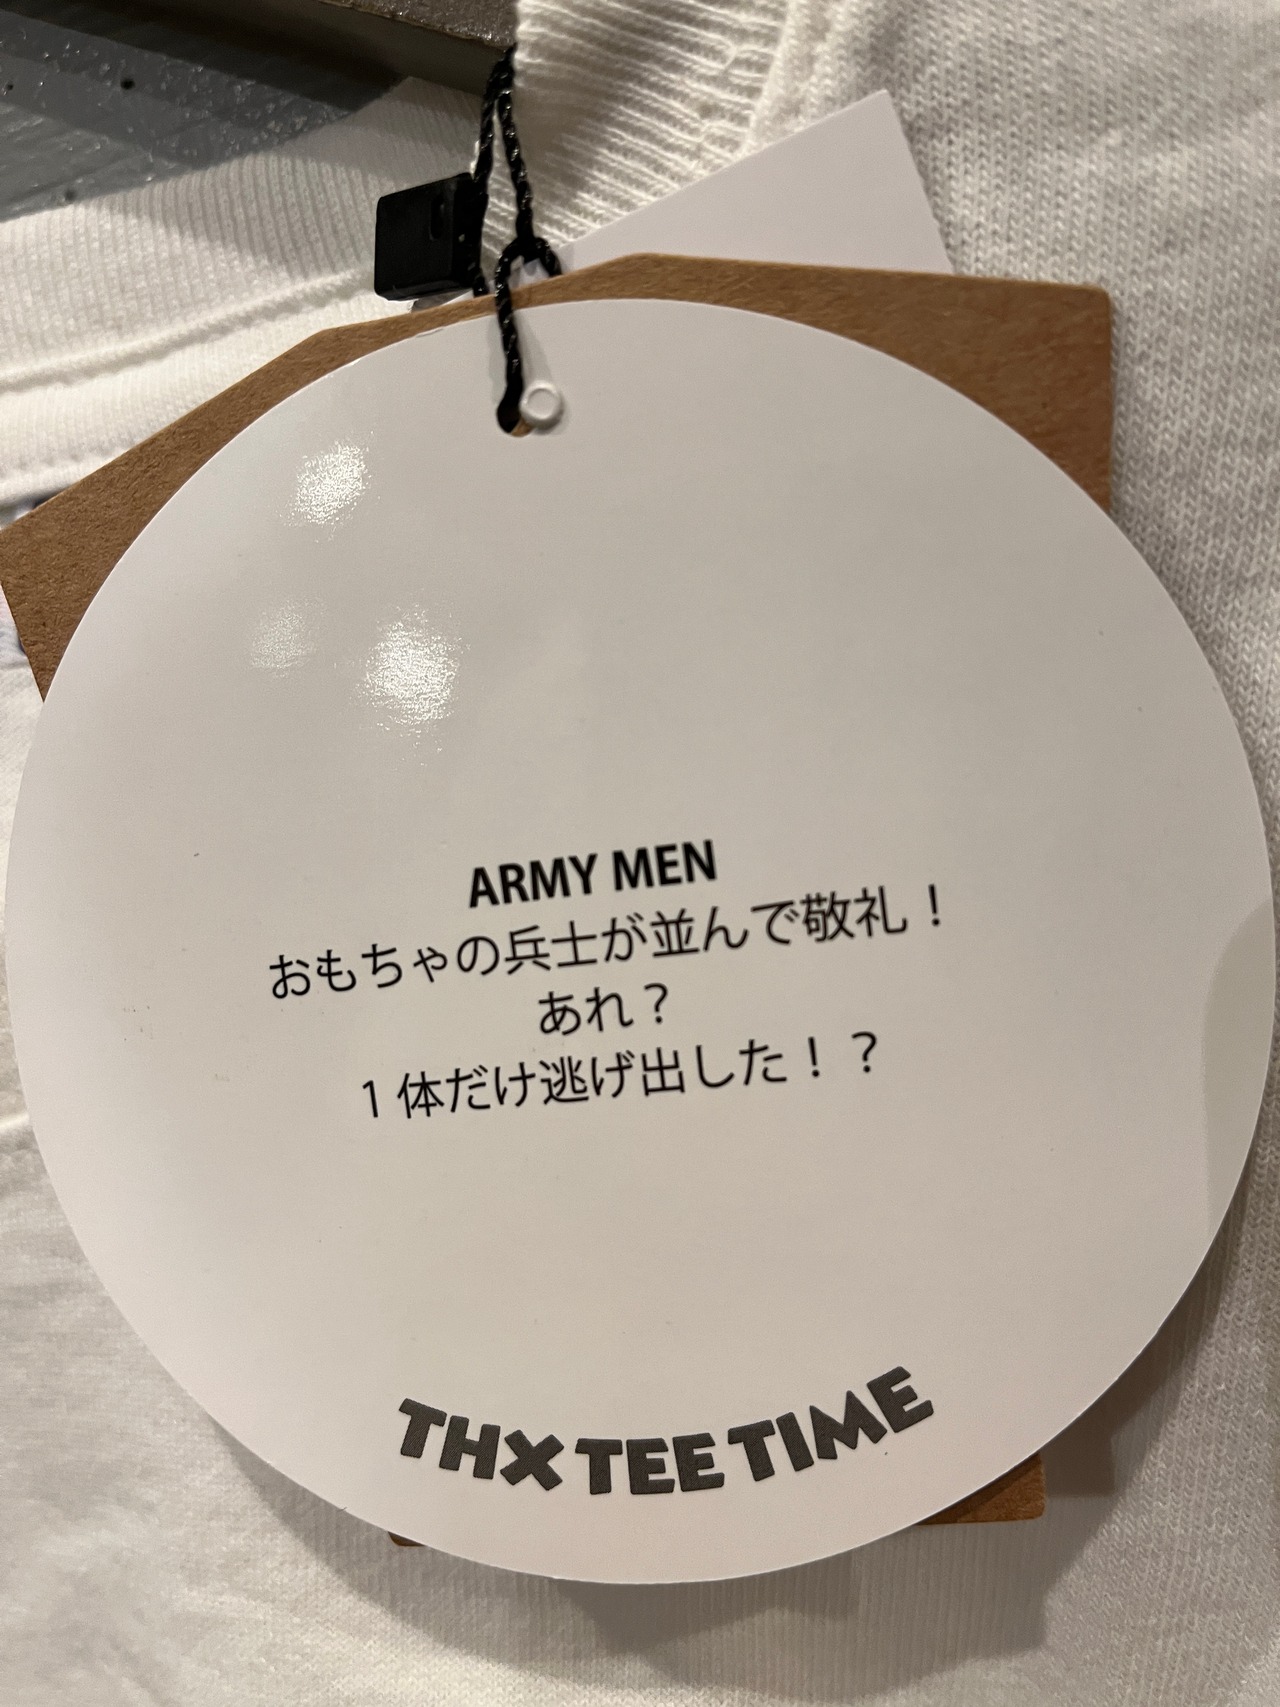 ARMY MEN
おもちゃの兵士が並んで敬礼！
あれ？
1 体だけ逃げ出した！？
THX TEE TIME